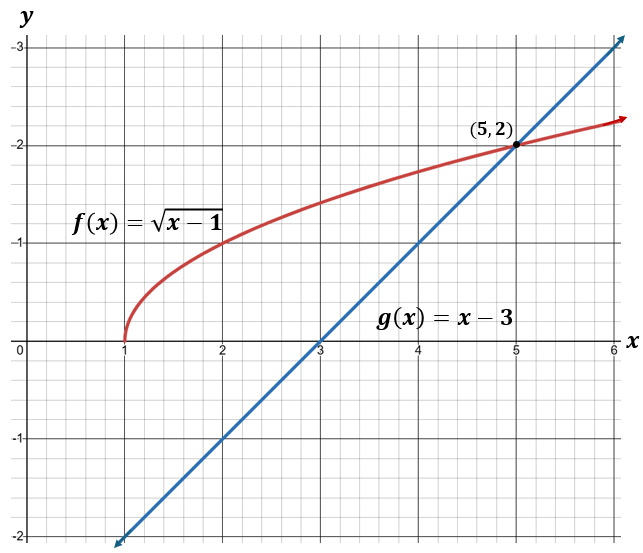 y
3
2
(5, 2)
f(x) = √(x − 1)
1
g(x) = x − 3
0 1 2 3 4 5 6 x
-1
-2